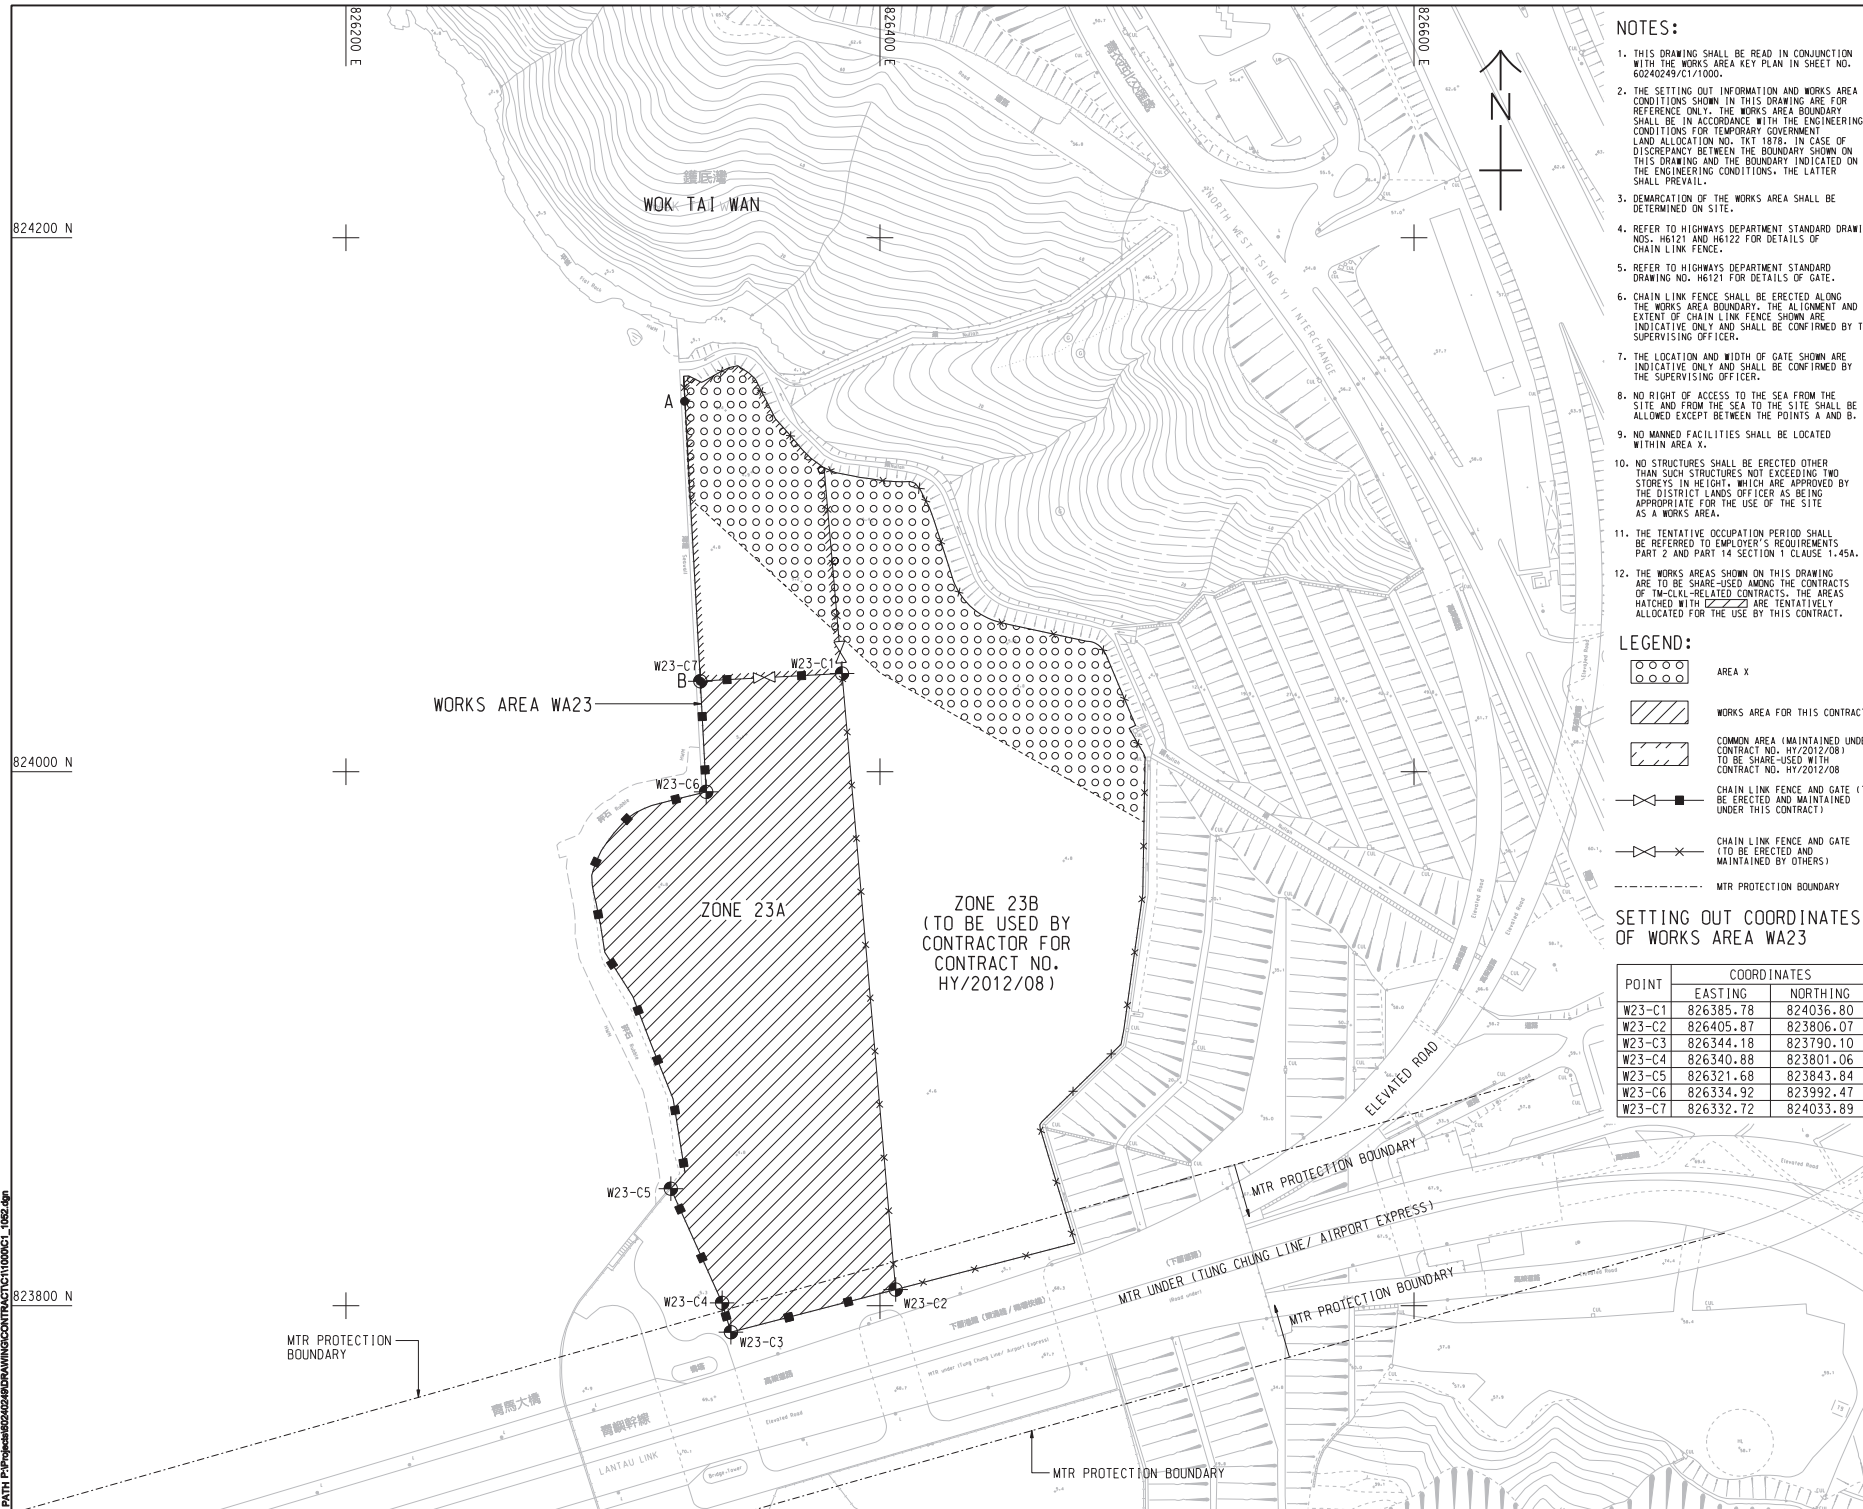 826200 E
826400 E
826600 E
824200 N
824000 N
823800 N
鑊底灣
WOK TAI WAN
NORTH WEST TSING YI INTERCHANGE
A
B
W23-C7
W23-C1
WORKS AREA WA23
W23-C6
ZONE 23A
ZONE 23B
(TO BE USED BY
CONTRACTOR FOR
CONTRACT NO.
HY/2012/08)
W23-C5
W23-C4
W23-C3
W23-C2
ELEVATED ROAD
MTR PROTECTION BOUNDARY
MTR UNDER (TUNG CHUNG LINE/ AIRPORT EXPRESS)
MTR PROTECTION BOUNDARY
MTR PROTECTION
BOUNDARY
MTR PROTECTION BOUNDARY
青馬大橋
青嶼幹線
LANTAU LINK
Bridge-Tower
Elevated Road
MTR under (Tung Chung Line/ Airport Express)
NOTES:
1. THIS DRAWING SHALL BE READ IN CONJUNCTION
WITH THE WORKS AREA KEY PLAN IN SHEET NO.
60240249/C1/1000.
2. THE SETTING OUT INFORMATION AND WORKS AREA
CONDITIONS SHOWN IN THIS DRAWING ARE FOR
REFERENCE ONLY. THE WORKS AREA BOUNDARY
SHALL BE IN ACCORDANCE WITH THE ENGINEERING
CONDITIONS FOR TEMPORARY GOVERNMENT
LAND ALLOCATION NO. TKT 1878. IN CASE OF
DISCREPANCY BETWEEN THE BOUNDARY SHOWN ON
THIS DRAWING AND THE BOUNDARY INDICATED ON
THE ENGINEERING CONDITIONS, THE LATTER
SHALL PREVAIL.
3. DEMARCATION OF THE WORKS AREA SHALL BE
DETERMINED ON SITE.
4. REFER TO HIGHWAYS DEPARTMENT STANDARD DRAWI
NOS. H6121 AND H6122 FOR DETAILS OF
CHAIN LINK FENCE.
5. REFER TO HIGHWAYS DEPARTMENT STANDARD
DRAWING NO. H6121 FOR DETAILS OF GATE.
6. CHAIN LINK FENCE SHALL BE ERECTED ALONG
THE WORKS AREA BOUNDARY. THE ALIGNMENT AND
EXTENT OF CHAIN LINK FENCE SHOWN ARE
INDICATIVE ONLY AND SHALL BE CONFIRMED BY T
SUPERVISING OFFICER.
7. THE LOCATION AND WIDTH OF GATE SHOWN ARE
INDICATIVE ONLY AND SHALL BE CONFIRMED BY
THE SUPERVISING OFFICER.
8. NO RIGHT OF ACCESS TO THE SEA FROM THE
SITE AND FROM THE SEA TO THE SITE SHALL BE
ALLOWED EXCEPT BETWEEN THE POINTS A AND B.
9. NO MANNED FACILITIES SHALL BE LOCATED
WITHIN AREA X.
10. NO STRUCTURES SHALL BE ERECTED OTHER
THAN SUCH STRUCTURES NOT EXCEEDING TWO
STOREYS IN HEIGHT, WHICH ARE APPROVED BY
THE DISTRICT LANDS OFFICER AS BEING
APPROPRIATE FOR THE USE OF THE SITE
AS A WORKS AREA.
11. THE TENTATIVE OCCUPATION PERIOD SHALL
BE REFERRED TO EMPLOYER'S REQUIREMENTS
PART 2 AND PART 14 SECTION 1 CLAUSE 1.45A.
12. THE WORKS AREAS SHOWN ON THIS DRAWING
ARE TO BE SHARE-USED AMONG THE CONTRACTS
OF TM-CLKL-RELATED CONTRACTS. THE AREAS
HATCHED WITH ARE TENTATIVELY
ALLOCATED FOR THE USE BY THIS CONTRACT.
LEGEND:
AREA X
WORKS AREA FOR THIS CONTRACT
COMMON AREA (MAINTAINED UNDE
CONTRACT NO. HY/2012/08)
TO BE SHARE-USED WITH
CONTRACT NO. HY/2012/08
CHAIN LINK FENCE AND GATE (T
BE ERECTED AND MAINTAINED
UNDER THIS CONTRACT)
CHAIN LINK FENCE AND GATE
(TO BE ERECTED AND
MAINTAINED BY OTHERS)
MTR PROTECTION BOUNDARY
SETTING OUT COORDINATES
OF WORKS AREA WA23
POINT COORDINATES
EASTING NORTHING
W23-C1 826385.78 824036.80
W23-C2 826405.87 823806.07
W23-C3 826344.18 823790.10
W23-C4 826340.88 823801.06
W23-C5 826321.68 823843.84
W23-C6 826334.92 823992.47
W23-C7 826332.72 824033.89
PATH P:\Projects\60240249\DRAWING\CONTRACT\C1\1000\C1_1052.dgn